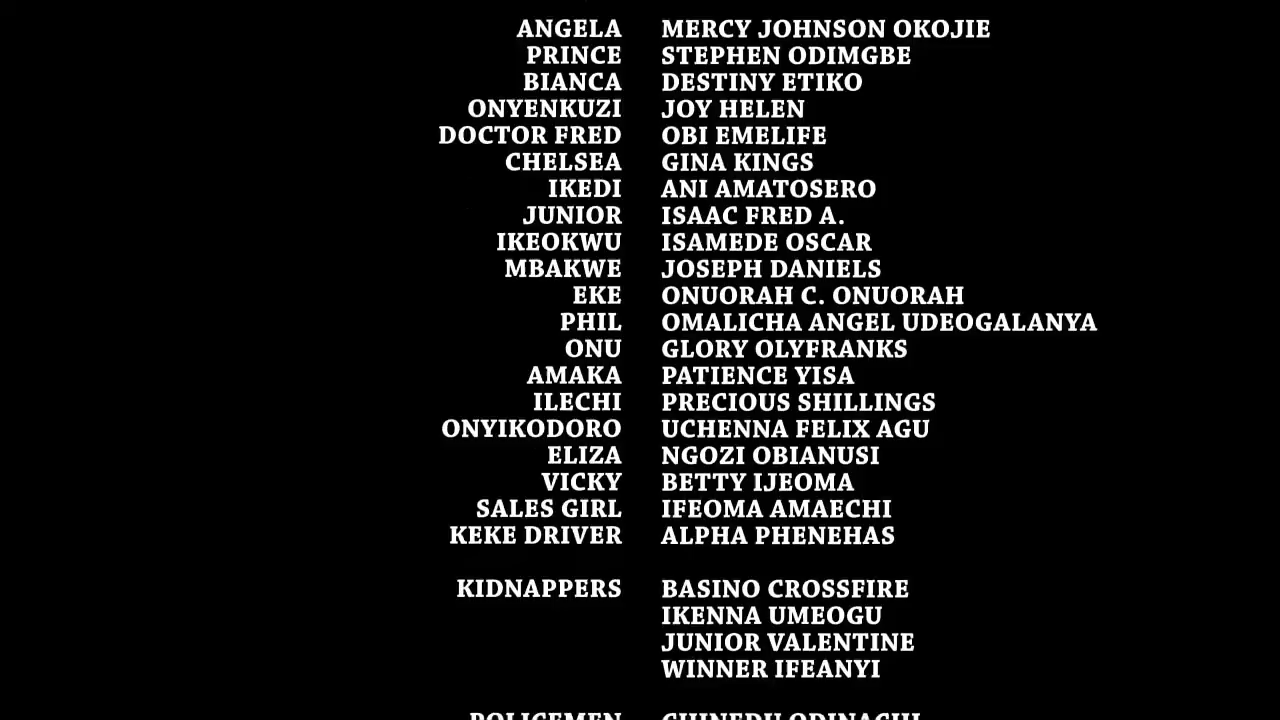 ANGELA MERCY JOHNSON OKOJIE
PRINCE STEPHEN ODIMGBE
BIANCA DESTINY ETIKO
ONYENKUZI JOY HELEN
DOCTOR FRED OBI EMELIFE
CHELSEA GINA KINGS
IKEDI ANI AMATOSERO
JUNIOR ISAAC FRED A.
IKEOKWU ISAMEDE OSCAR
MBAKWE JOSEPH DANIELS
EKE ONUORAH C. ONUORAH
PHIL OMALICHA ANGEL UDEOGALANYA
ONU GLORY OLYFRANKS
AMAKA PATIENCE YISA
ILECHI PRECIOUS SHILLINGS
ONYIKODORO UCHENNA FELIX AGU
ELIZA NGOZI OBIANUSI
VICKY BETTY IJEOMA
SALES GIRL IFEOMA AMAECHI
KEKE DRIVER ALPHA PHENEHAS
KIDNAPPERS BASINO CROSSFIRE
IKENNA UMEOGU
JUNIOR VALENTINE
WINNER IFEANYI
POLICEMEN CHINEDU ODINACHI